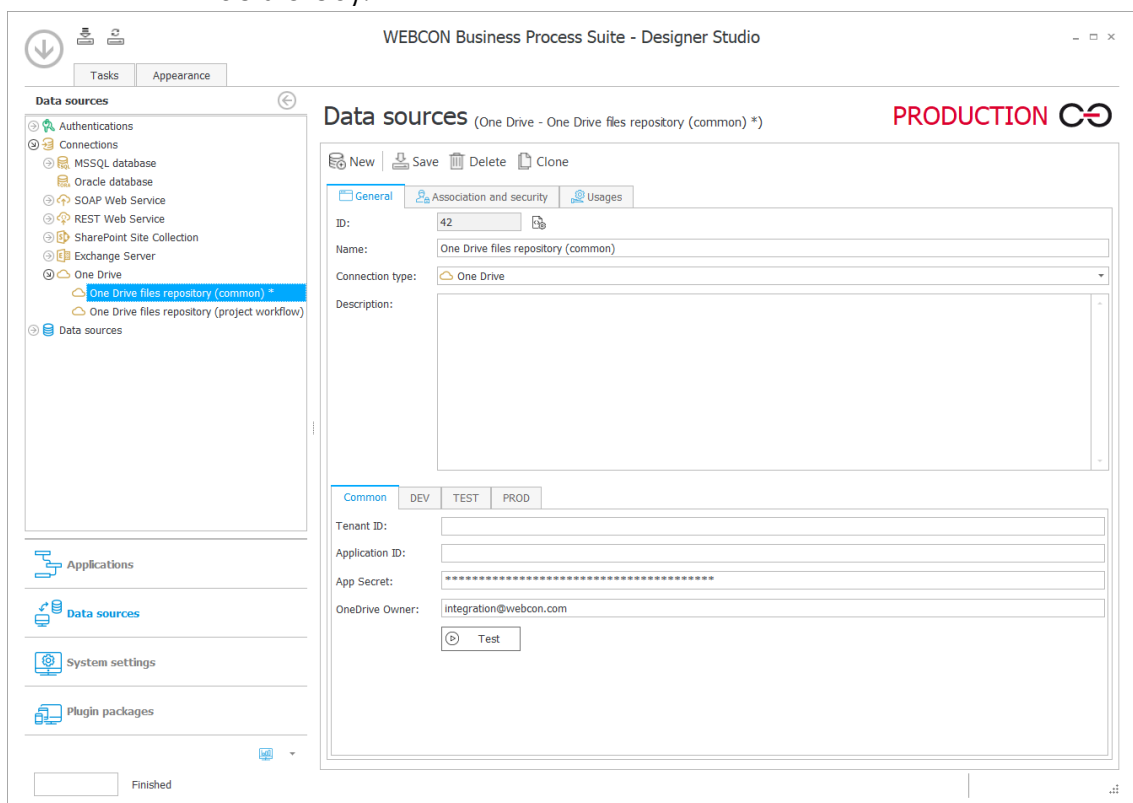 WEBCON Business Process Suite - Designer Studio
Tasks Appearance
Data sources
Authentications
Connections
MSSQL database
Oracle database
SOAP Web Service
REST Web Service
SharePoint Site Collection
Exchange Server
One Drive
One Drive files repository (common) *
One Drive files repository (project workflow)
Data sources
Applications
Data sources
System settings
Plugin packages
Finished
Data sources (One Drive - One Drive files repository (common) *)
PRODUCTION
New Save Delete Clone
General Association and security Usages
ID: 42
Name: One Drive files repository (common)
Connection type: One Drive
Description:
Common DEV TEST PROD
Tenant ID:
Application ID:
App Secret: ****************************************
OneDrive Owner: integration@webcon.com
Test